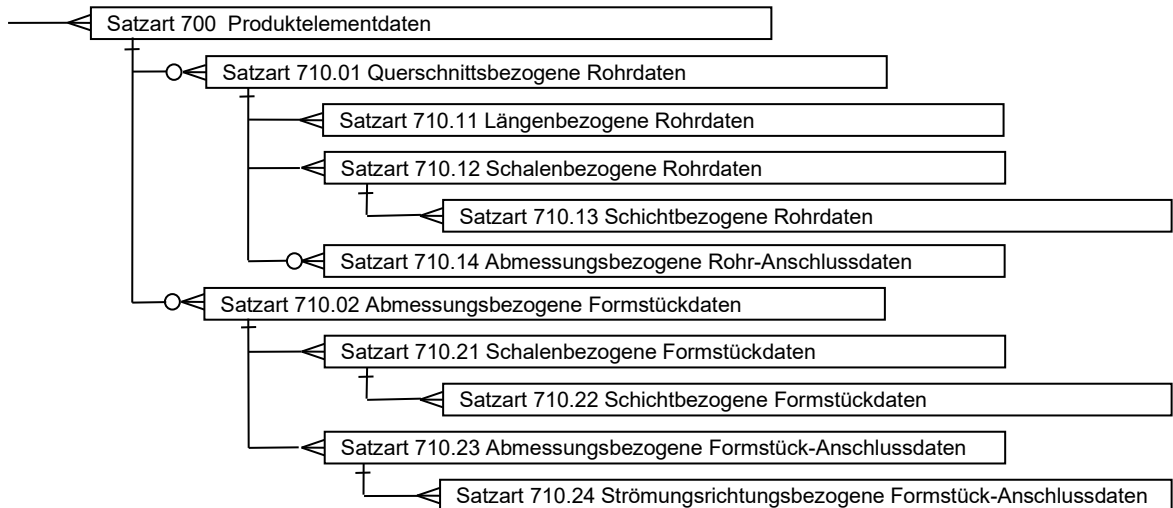 Satzart 700 Produktelementdaten
Satzart 710.01 Querschnittsbezogene Rohrdaten
Satzart 710.11 Längenbezogene Rohrdaten
Satzart 710.12 Schalenbezogene Rohrdaten
Satzart 710.13 Schichtbezogene Rohrdaten
Satzart 710.14 Abmessungsbezogene Rohr-Anschlussdaten
Satzart 710.02 Abmessungsbezogene Formstückdaten
Satzart 710.21 Schalenbezogene Formstückdaten
Satzart 710.22 Schichtbezogene Formstückdaten
Satzart 710.23 Abmessungsbezogene Formstück-Anschlussdaten
Satzart 710.24 Strömungsrichtungsbezogene Formstück-Anschlussdaten